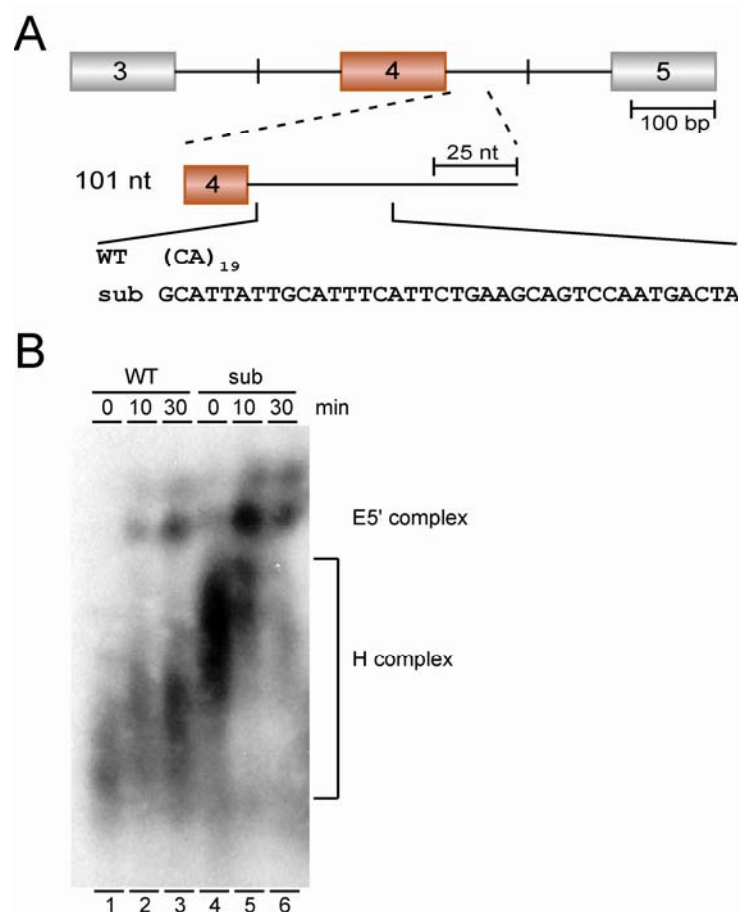 A
3 4 5
100 bp
25 nt
101 nt 4
WT (CA)19
sub GCATTATTGCATTTCATTCTGAAGCAGTCCAATGACTA
B
WT sub
0 10 30 0 10 30 min
E5' complex
H complex
1 2 3 4 5 6